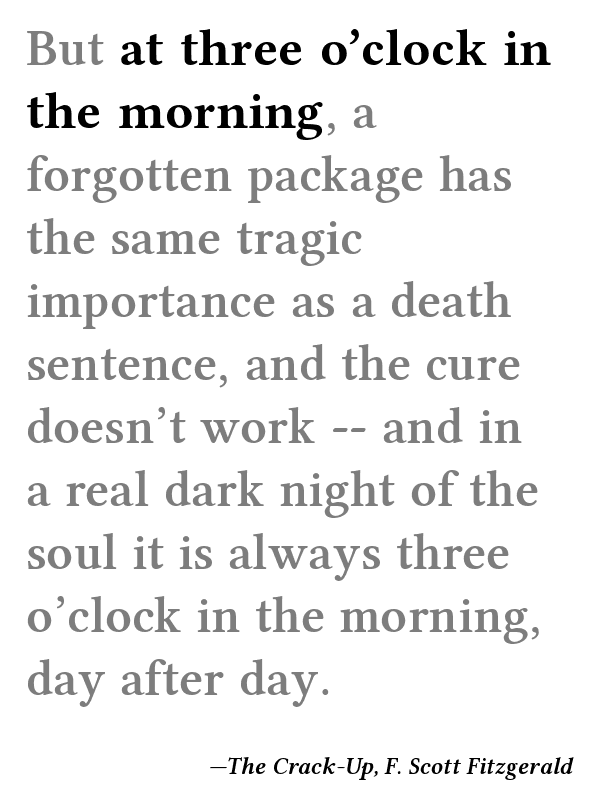 But at three o’clock in
the morning, a
forgotten package has
the same tragic
importance as a death
sentence, and the cure
doesn’t work -- and in
a real dark night of the
soul it is always three
o’clock in the morning,
day after day.
—The Crack-Up, F. Scott Fitzgerald